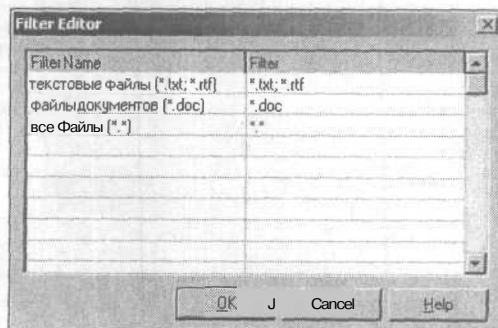 Filter Editor
Filter Name Filter
текстовые файлы (*.txt; *.rtf) *.txt; *.rtf
файлыдокументов (*.doc) *.doc
все Файлы (*.*) *.*
OK J Cancel Help